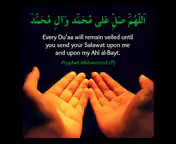 اَللّٰهُمَّ صَلِّ عَلٰى مُحَمَّدٍ وَآلِ مُحَمَّدٍ
Every Du'aa will remain veiled until
you send your Salawat upon me
and upon my Ahl al-Bayt.
-Prophet Muhammad (P)